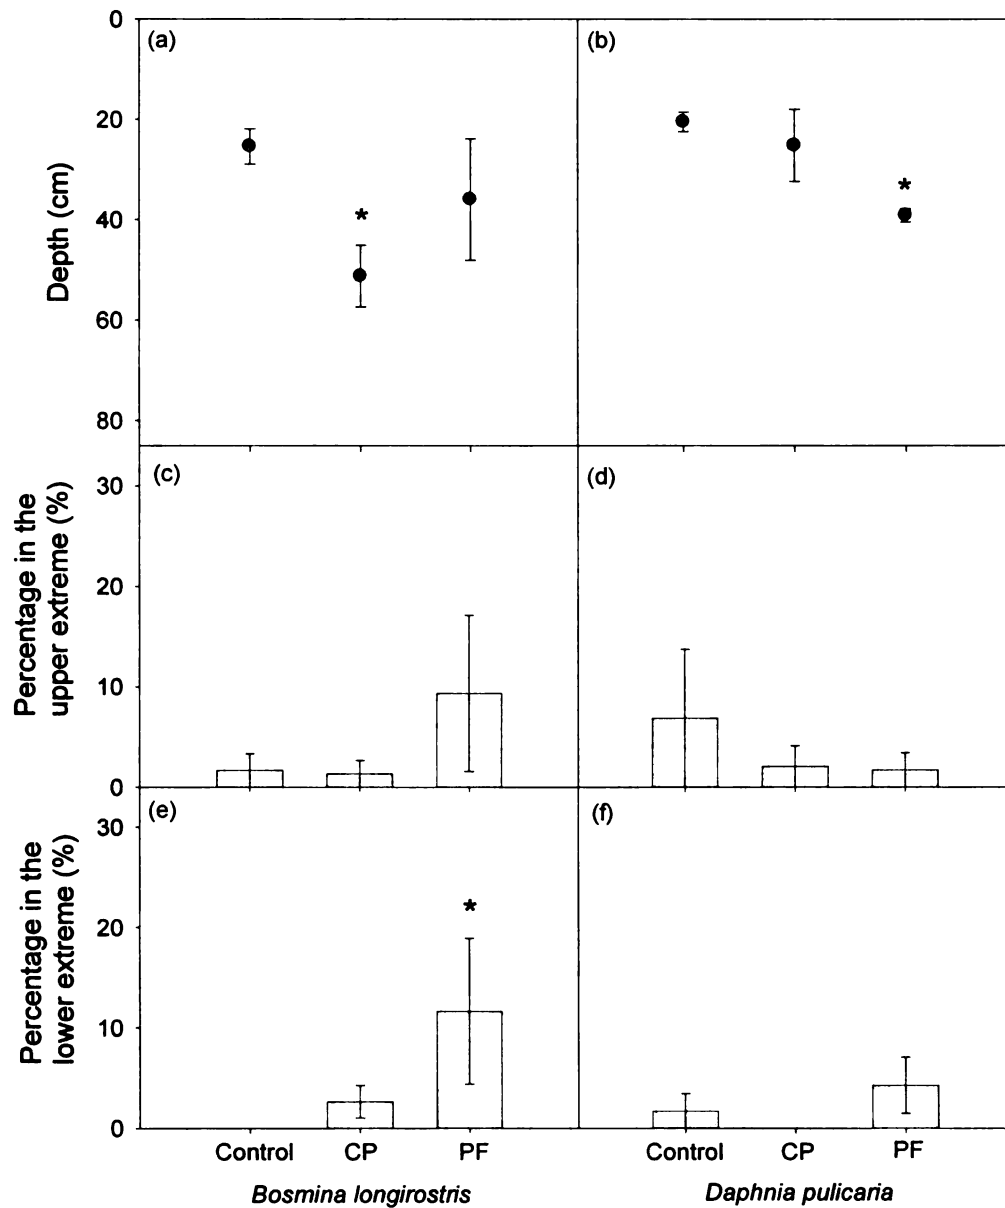 (a)
(b)
0
20
40
60
80
Depth (cm)
*
*
(c)
(d)
30
20
10
0
Percentage in the
upper extreme (%)
(e)
(f)
30
20
10
0
Percentage in the
lower extreme (%)
*
Control CP PF Control CP PF
Bosmina longirostris Daphnia pulicaria